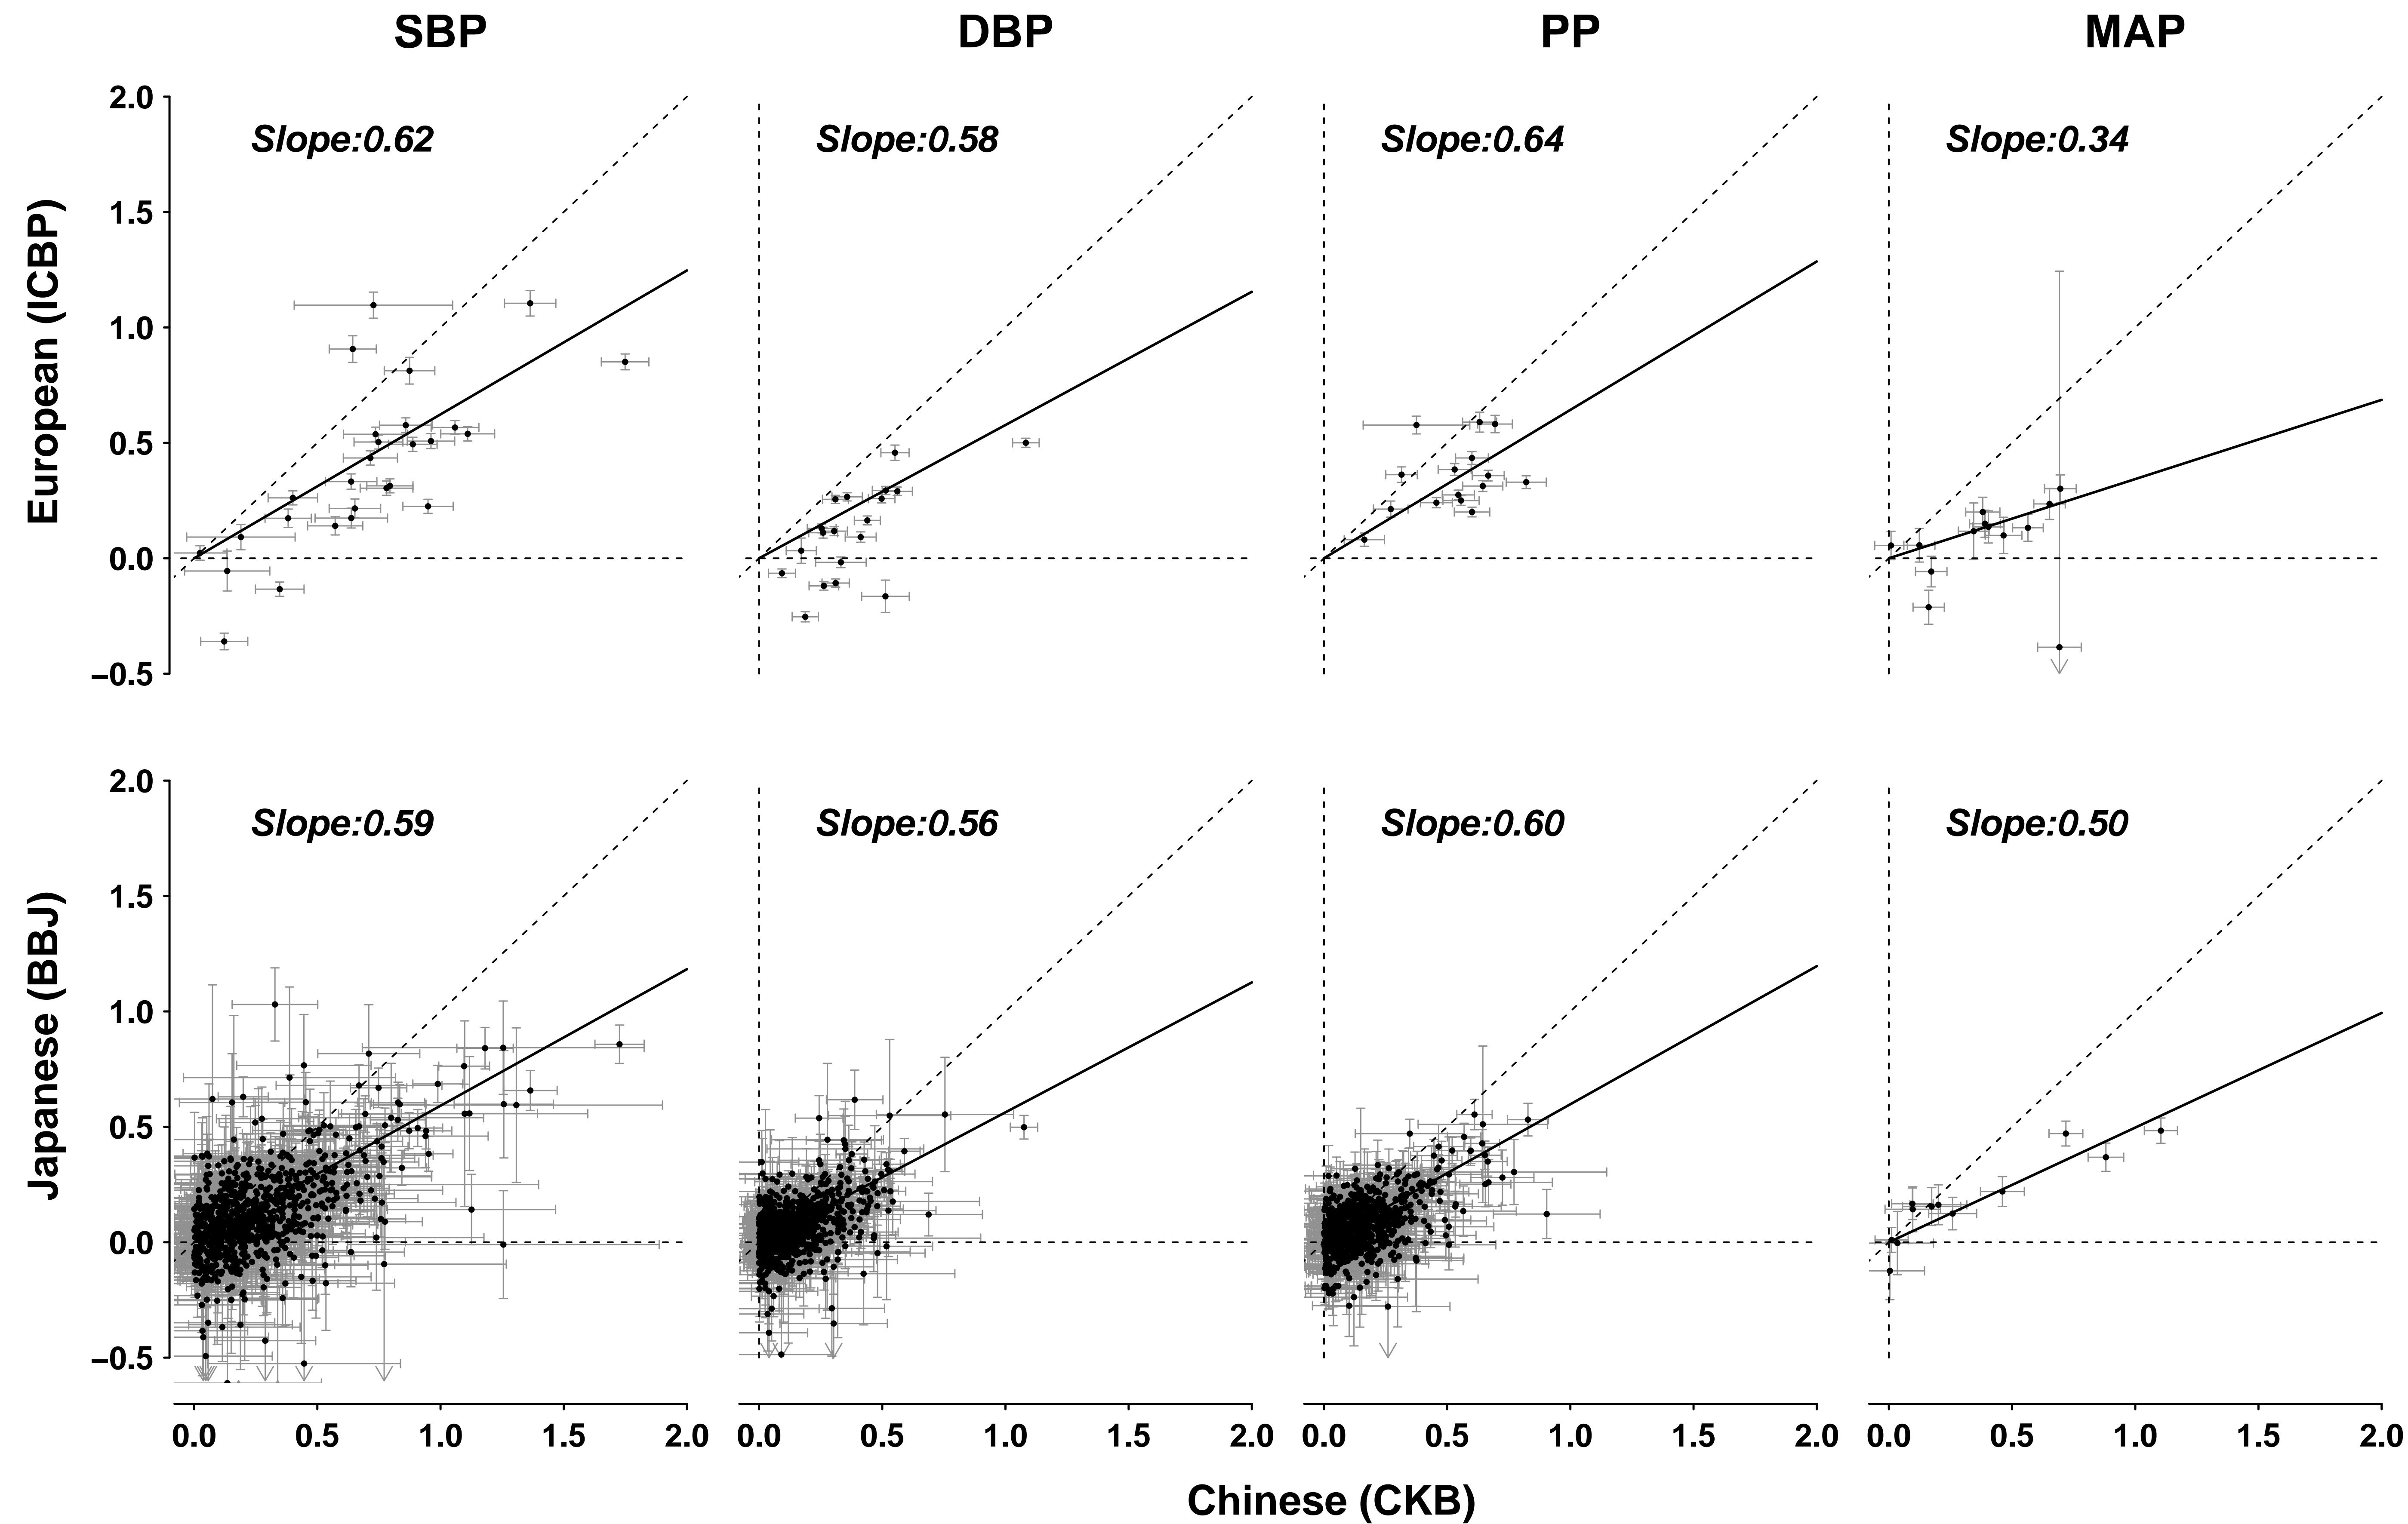 SBP DBP PP MAP
European (ICBP)
2.0
1.5
1.0
0.5
0.0
−0.5
Slope:0.62 Slope:0.58 Slope:0.64 Slope:0.34
Japanese (BBJ)
2.0
1.5
1.0
0.5
0.0
−0.5
Slope:0.59 Slope:0.56 Slope:0.60 Slope:0.50
0.0 0.5 1.0 1.5 2.0 0.0 0.5 1.0 1.5 2.0 0.0 0.5 1.0 1.5 2.0 0.0 0.5 1.0 1.5 2.0
Chinese (CKB)